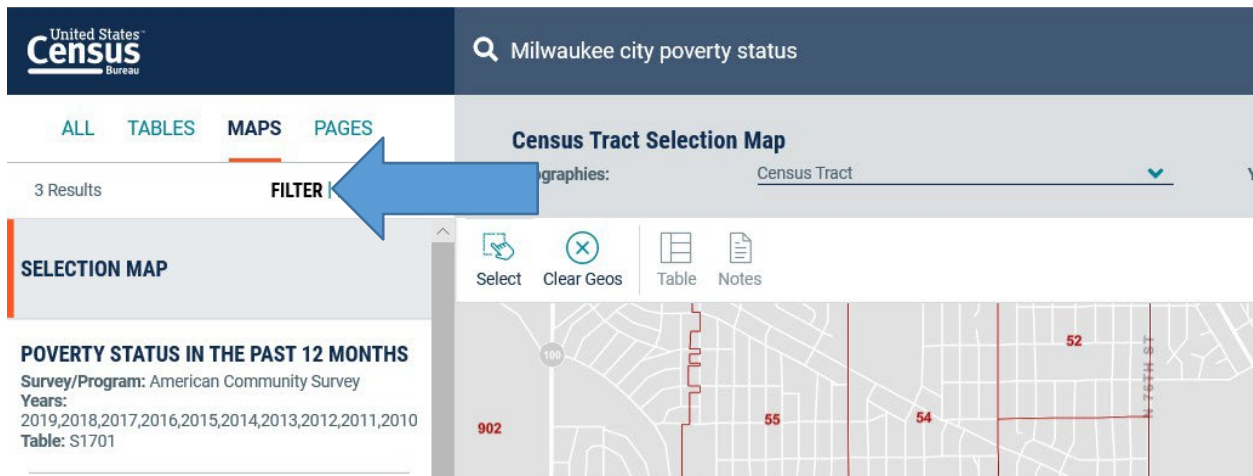 United States™
Census
Bureau
Milwaukee city poverty status
ALL TABLES MAPS PAGES
3 Results FILTER |
Census Tract Selection Map
ographies: Census Tract Y
Select Clear Geos Table Notes
SELECTION MAP
POVERTY STATUS IN THE PAST 12 MONTHS
Survey/Program: American Community Survey
Years:
2019,2018,2017,2016,2015,2014,2013,2012,2011,2010
Table: S1701
100
52
N 76TH ST
902
55
54